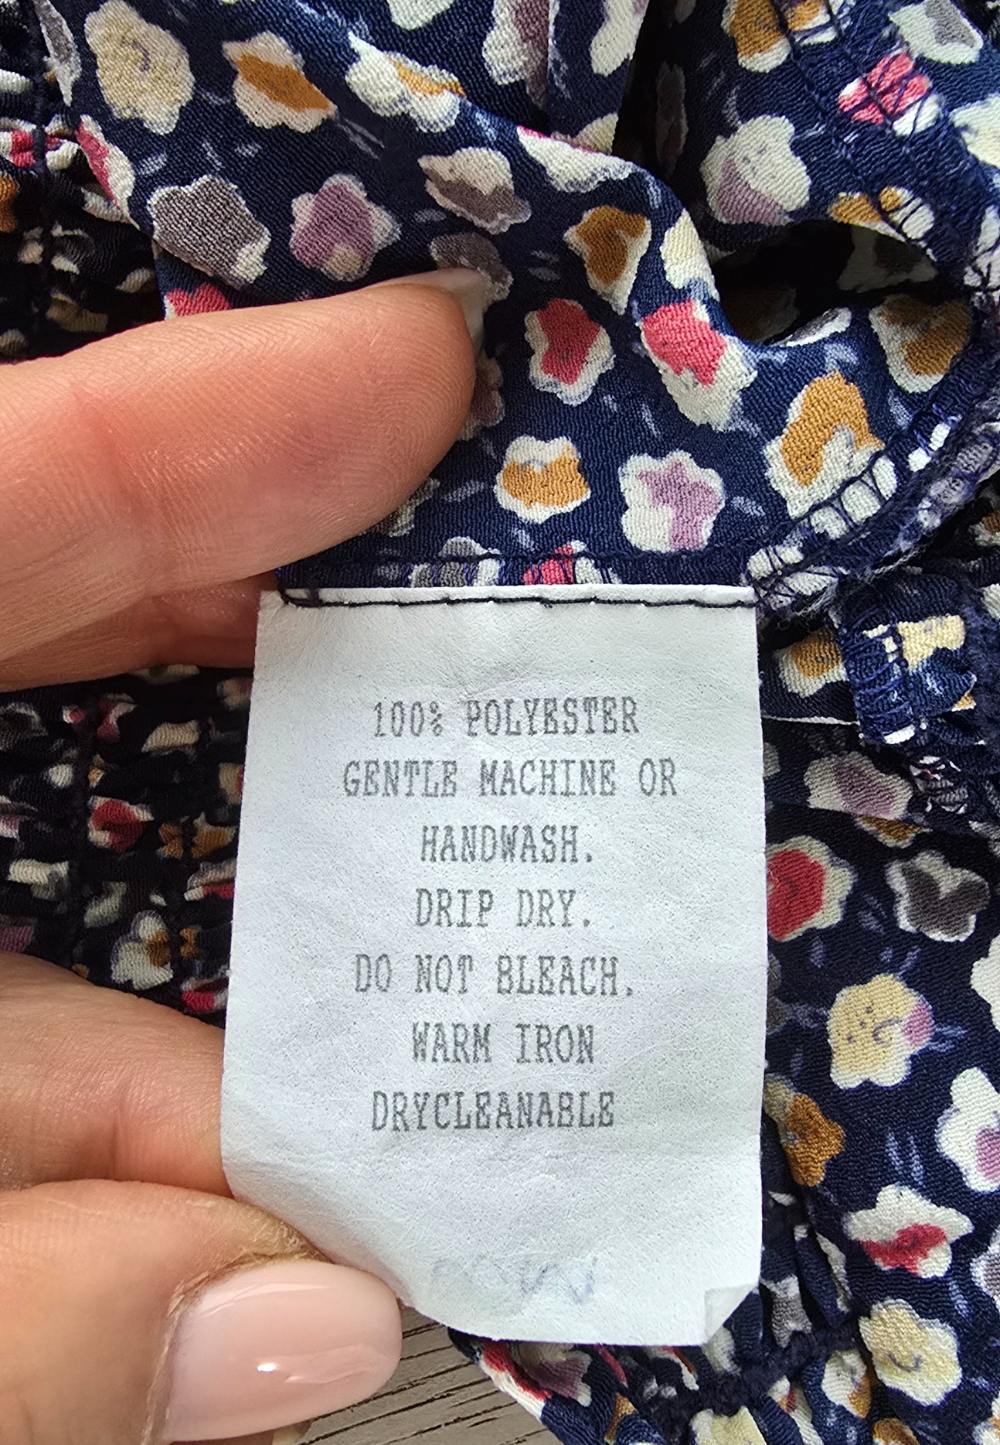 100% POLYESTER
GENTLE MACHINE OR
HANDWASH.
DRIP DRY.
DO NOT BLEACH.
WARM IRON
DRYCLEANABLE